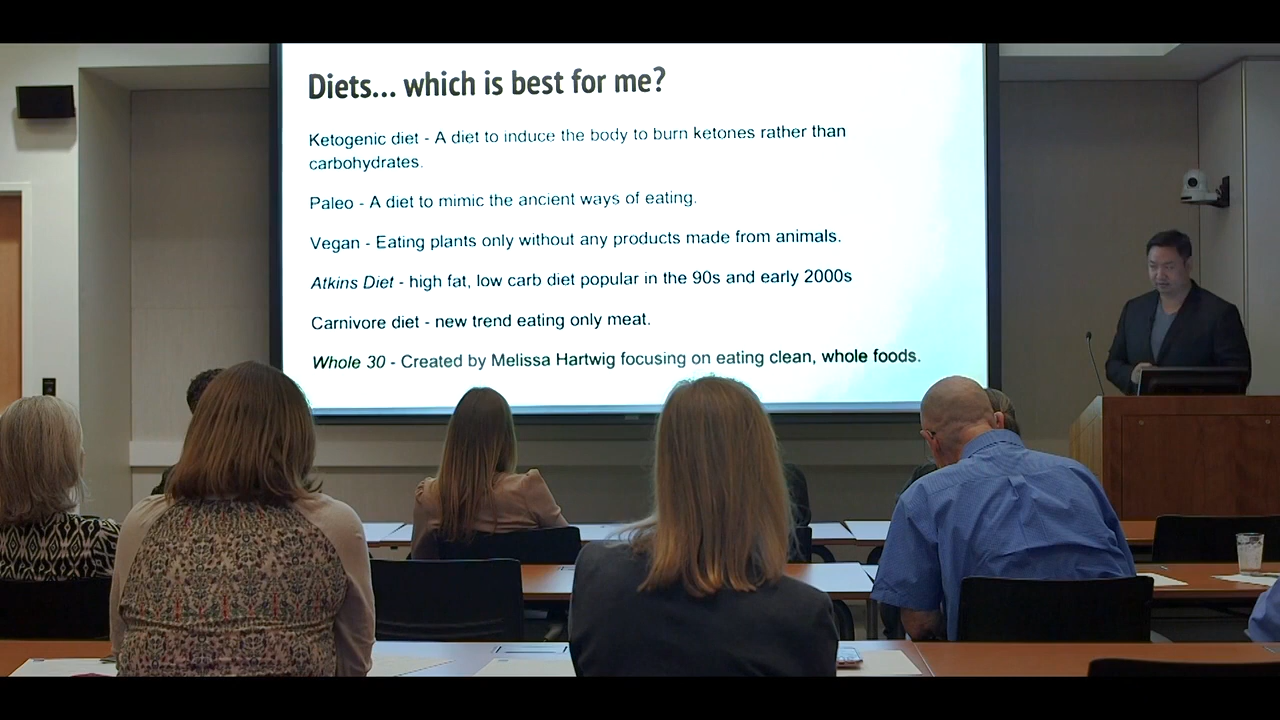 Diets... which is best for me?
Ketogenic diet - A diet to induce the body to burn ketones rather than
carbohydrates.
Paleo - A diet to mimic the ancient ways of eating.
Vegan - Eating plants only without any products made from animals.
Atkins Diet - high fat, low carb diet popular in the 90s and early 2000s
Carnivore diet - new trend eating only meat.
Whole 30 - Created by Melissa Hartwig focusing on eating clean, whole foods.